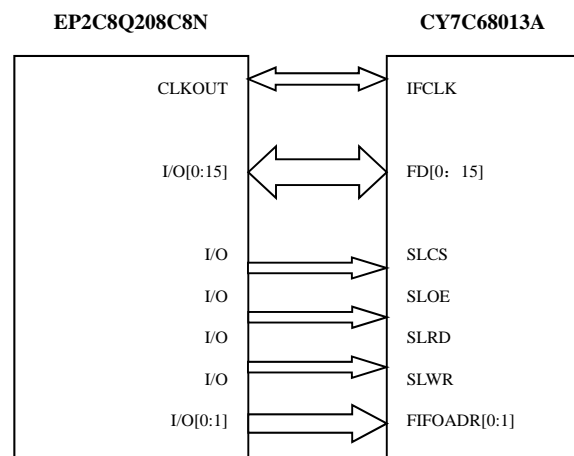 EP2C8Q208C8N CY7C68013A
CLKOUT IFCLK
I/O[0:15] FD[0：15]
I/O SLCS
I/O SLOE
I/O SLRD
I/O SLWR
I/O[0:1] FIFOADR[0:1]